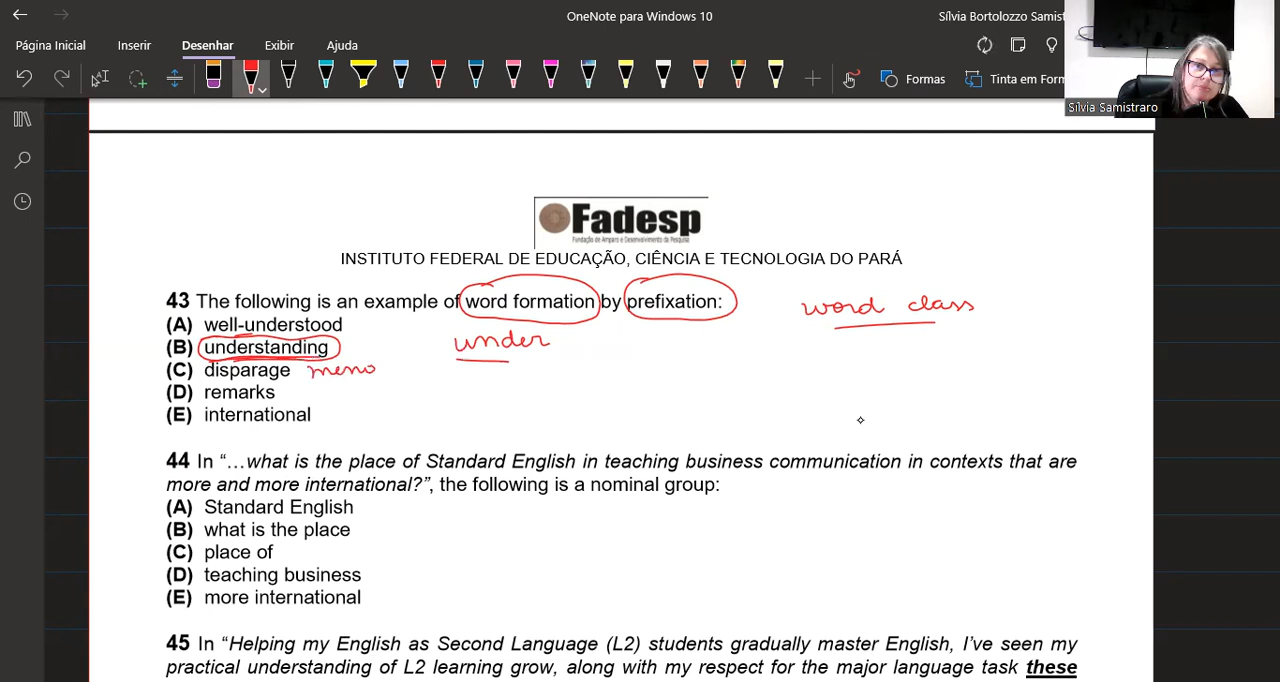 OneNote para Windows 10
Sílvia Bortolozzo Samist
Página Inicial Inserir Desenhar Exibir Ajuda
Formas Tinta em Form
Sílvia Samistraro
Fadesp
Fundação de Amparo e Desenvolvimento da Pesquisa
INSTITUTO FEDERAL DE EDUCAÇÃO, CIÊNCIA E TECNOLOGIA DO PARÁ
43 The following is an example of word formation by prefixation:
word class
(A) well-understood
(B) understanding
under
(C) disparage
meno
(D) remarks
(E) international
44 In “…what is the place of Standard English in teaching business communication in contexts that are
more and more international?”, the following is a nominal group:
(A) Standard English
(B) what is the place
(C) place of
(D) teaching business
(E) more international
45 In “Helping my English as Second Language (L2) students gradually master English, I’ve seen my
practical understanding of L2 learning grow, along with my respect for the major language task these